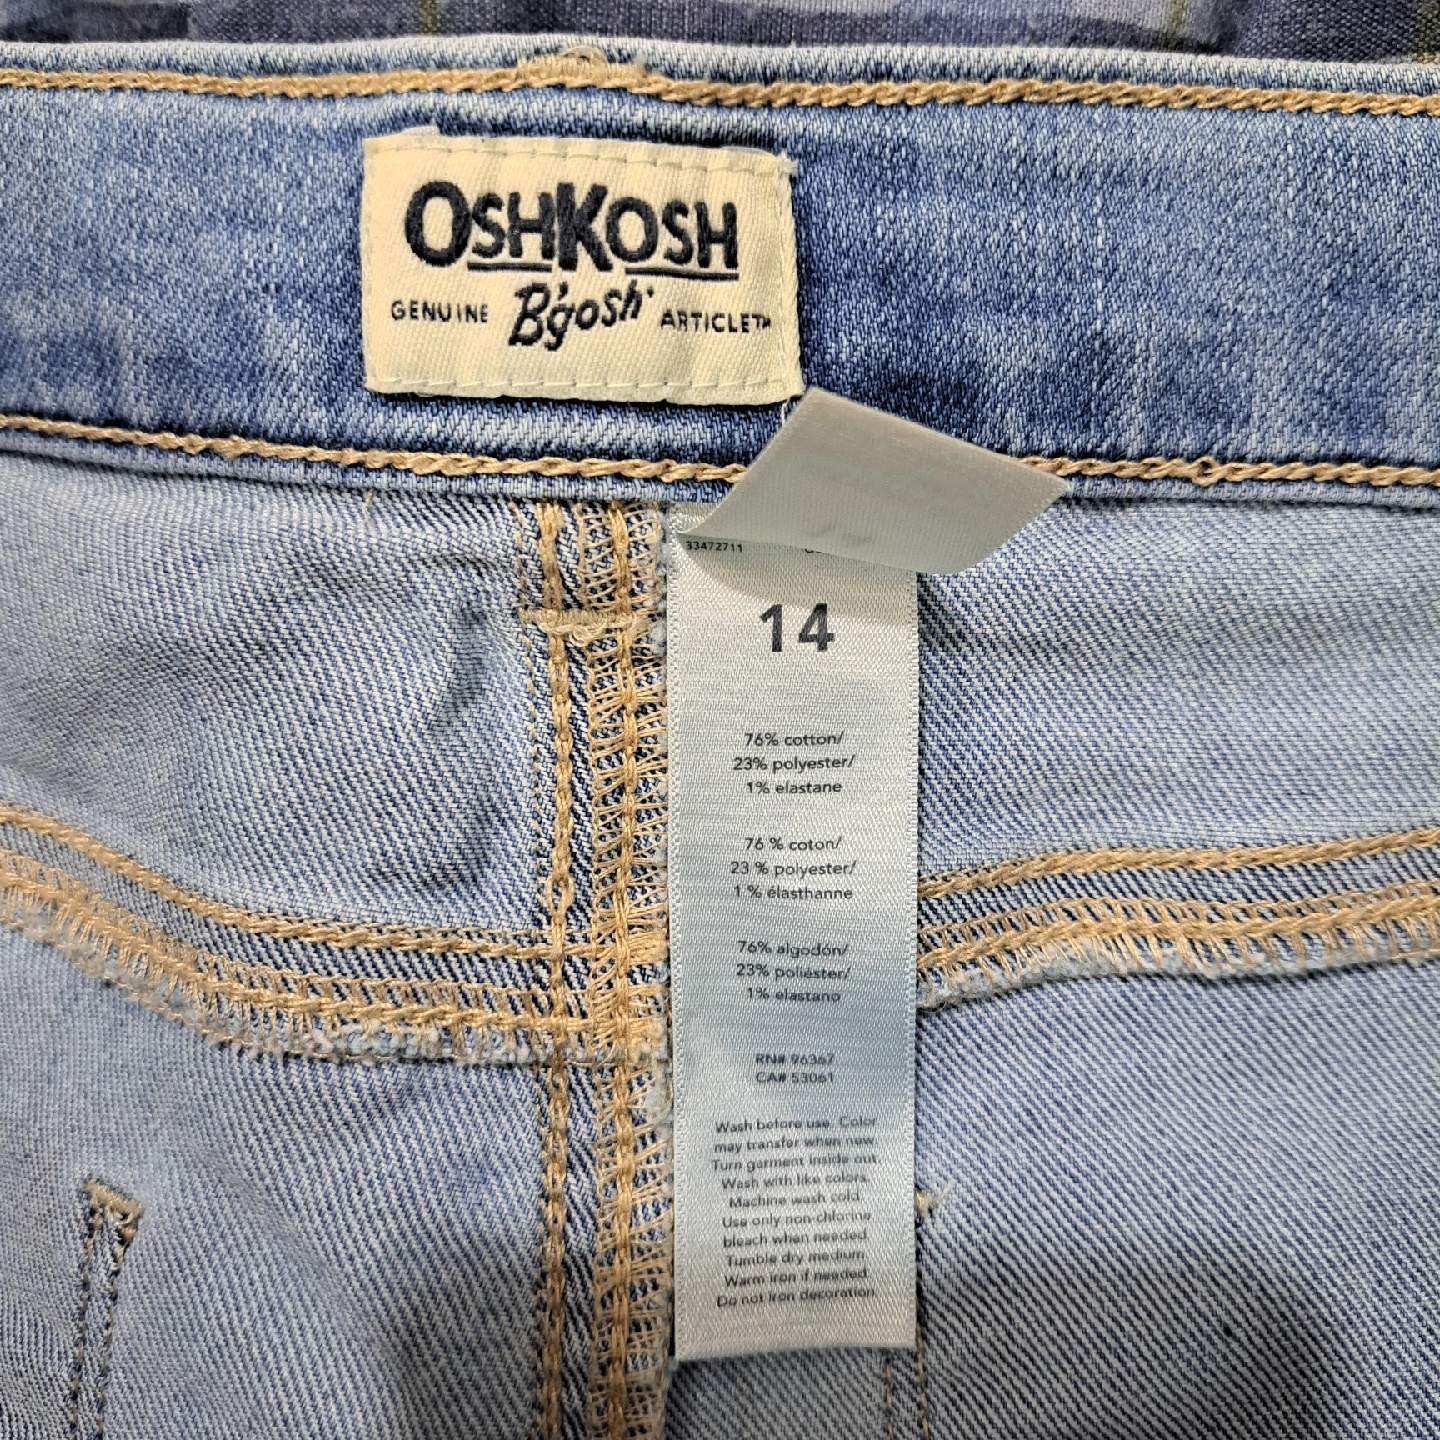 OSHKOSH
GENUINE B'gosh ARTICLE™
33472711
14
76% cotton/
23% polyester/
1% elastane
76 % coton/
23 % polyester/
1 % élasthanne
76% algodón/
23% poliéster/
1% elastano
RN# 96367
CA# 53061
Wash before use. Color
may transfer when new.
Turn garment inside out.
Wash with like colors.
Machine wash cold.
Use only non-chlorine
bleach when needed.
Tumble dry medium.
Warm iron if needed.
Do not iron decoration.